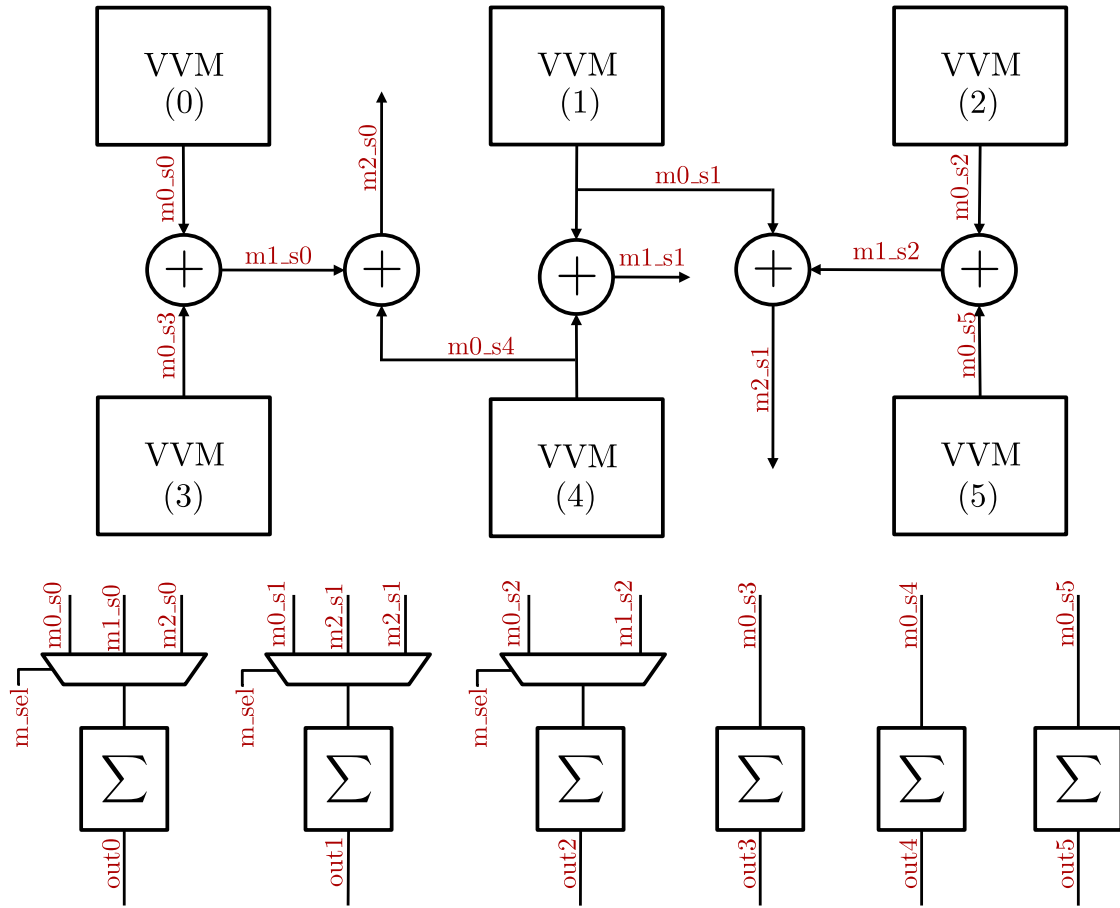 VVM
(0)
VVM
(1)
VVM
(2)
m0_s0
m2_s0
m0_s1
m0_s2
+
m1_s0
+
+
m1_s1
+
m1_s2
+
m0_s3
m0_s4
m2_s1
m0_s5
VVM
(3)
VVM
(4)
VVM
(5)
m0_s0
m1_s0
m2_s0
m0_s1
m2_s1
m2_s1
m0_s2
m1_s2
m0_s3
m0_s4
m0_s5
m_sel
m_sel
m_sel
Σ
Σ
Σ
Σ
Σ
Σ
out0
out1
out2
out3
out4
out5